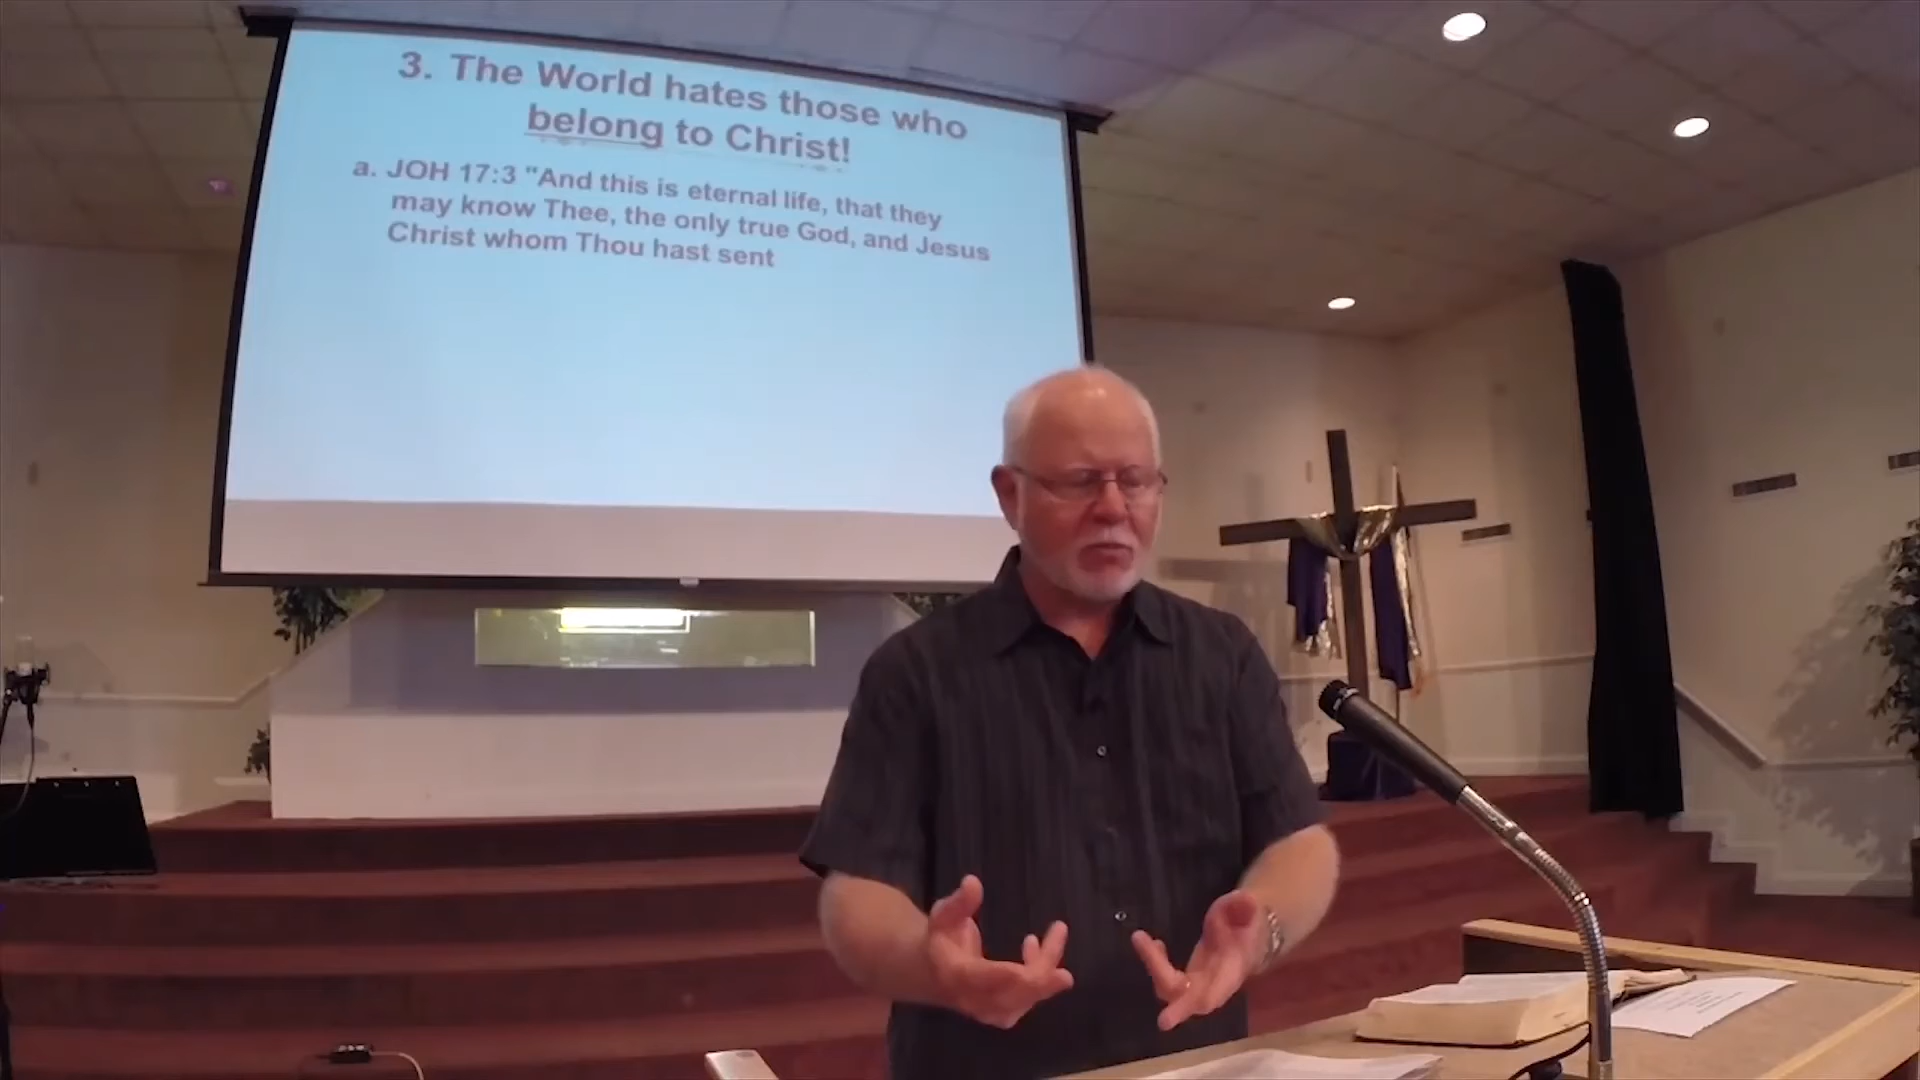 3. The World hates those who
belong to Christ!
a. JOH 17:3 "And this is eternal life, that they
may know Thee, the only true God, and Jesus
Christ whom Thou hast sent